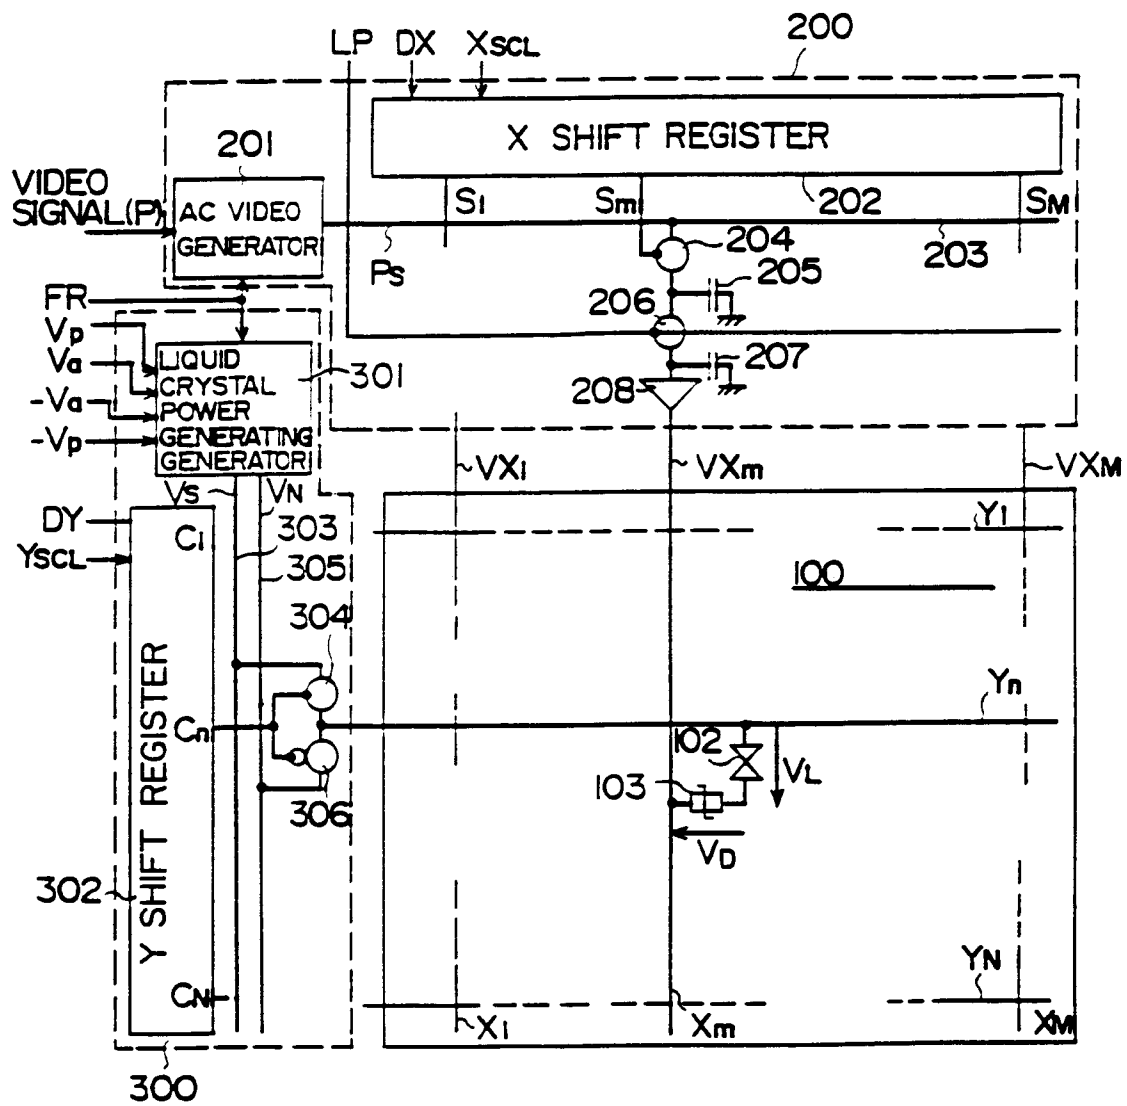 200
LP DX XSCL
X SHIFT REGISTER
201
VIDEO
SIGNAL(P)
AC VIDEO
GENERATOR
S1 Sm 202 SM
PS
204 203
205
FR
206
Vp
Va
-Va
-Vp
LIQUID
CRYSTAL
POWER
GENERATING
GENERATOR
301
207
208
VX1 VXm VXM
VS VN
DY
YSCL
C1
303
305
Y1
100
304
Cn
Yn
102
VL
103
306
VD
Y SHIFT REGISTER
302
CN
YN
X1 Xm XM
300